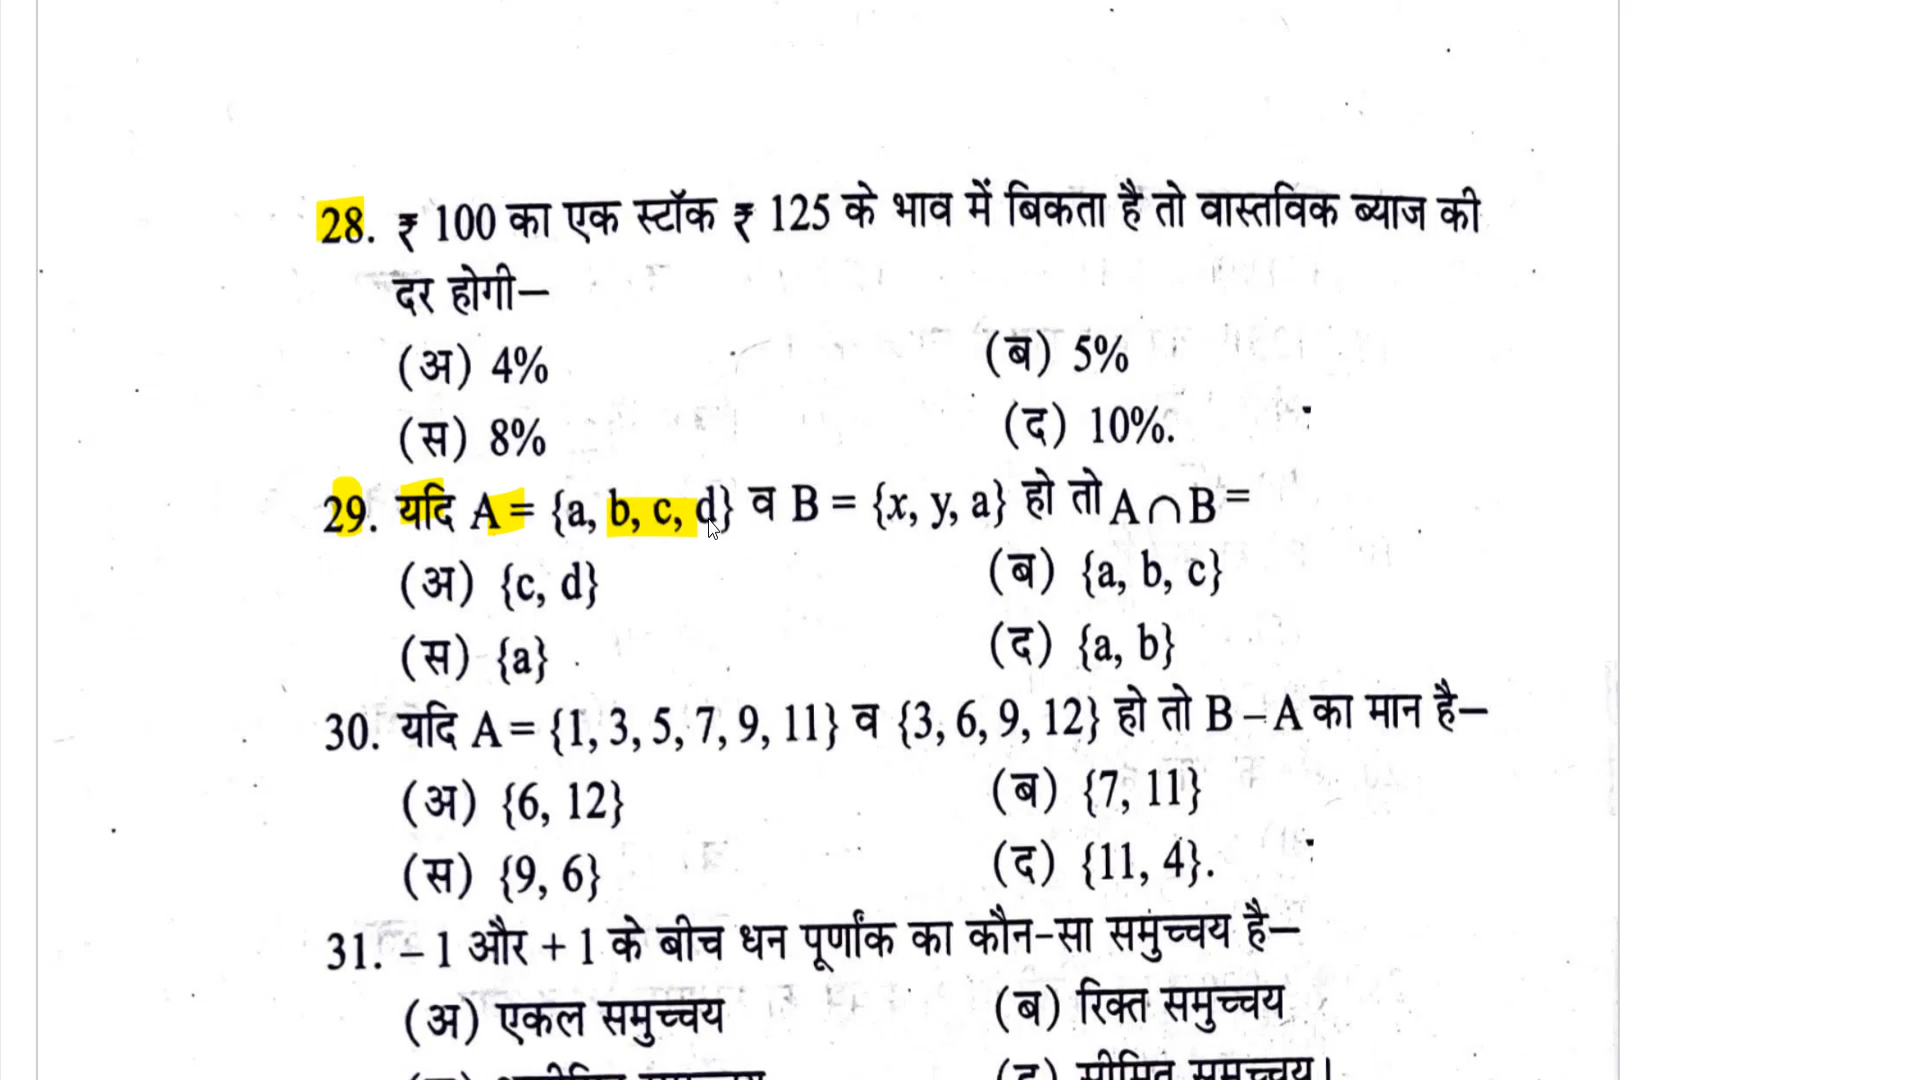 28. ₹ 100 का एक स्टॉक ₹ 125 के भाव में बिकता है तो वास्तविक ब्याज की
दर होगी—
(अ) 4% (ब) 5%
(स) 8% (द) 10%.
29. यदि A = {a, b, c, d} व B = {x, y, a} हो तो A∩B =
(अ) {c, d} (ब) {a, b, c}
(स) {a} (द) {a, b}
30. यदि A = {1, 3, 5, 7, 9, 11} व {3, 6, 9, 12} हो तो B – A का मान है—
(अ) {6, 12} (ब) {7, 11}
(स) {9, 6} (द) {11, 4}.
31. – 1 और + 1 के बीच धन पूर्णांक का कौन-सा समुच्चय है—
(अ) एकल समुच्चय (ब) रिक्त समुच्चय
(द) सीमित समुच्चय।